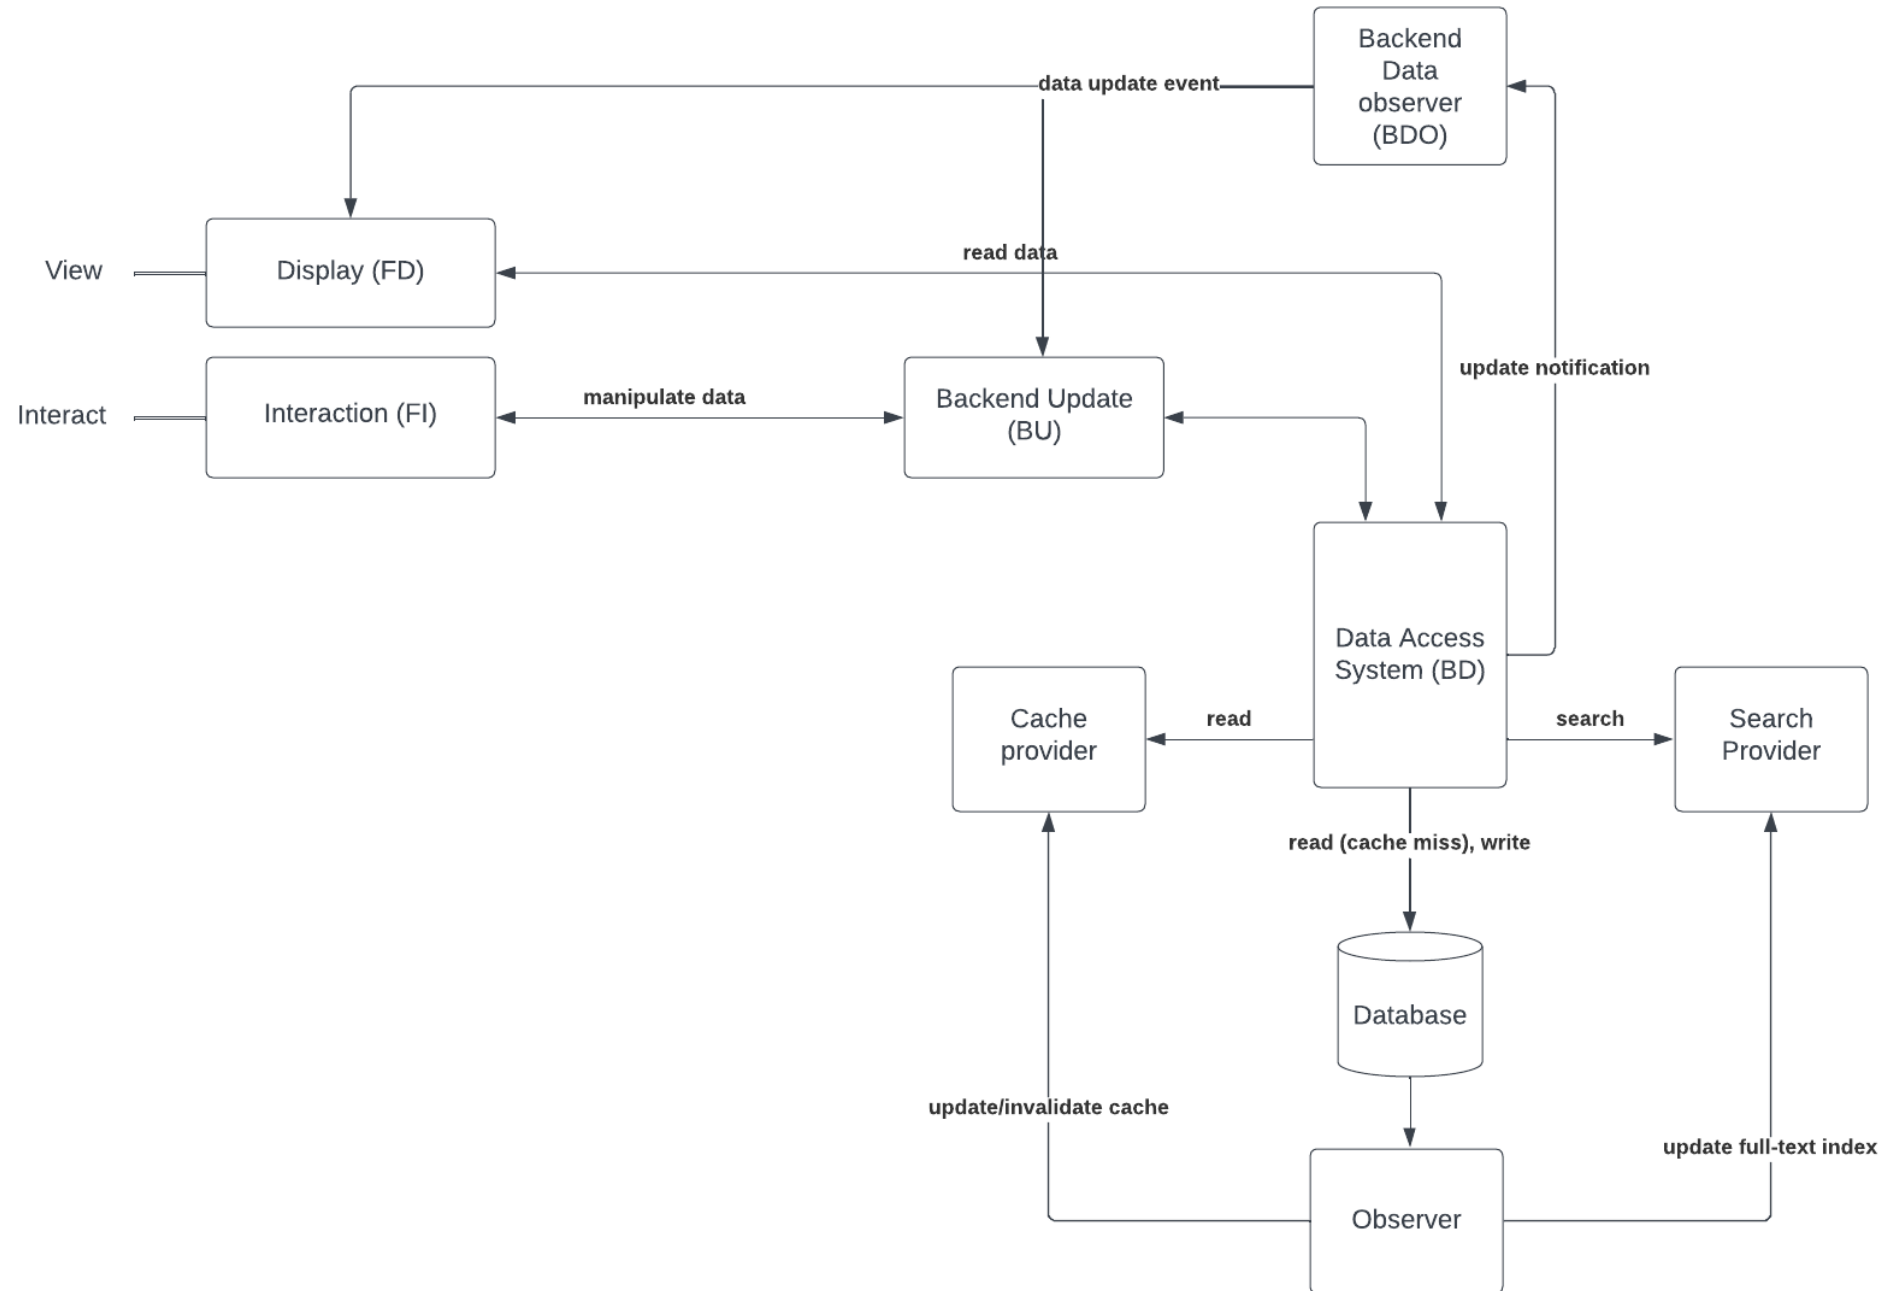 Backend
Data
observer
(BDO)
data update event
View
Display (FD)
read data
Interact
Interaction (FI)
manipulate data
Backend Update
(BU)
update notification
Data Access
System (BD)
Cache
provider
read
search
Search
Provider
read (cache miss), write
Database
update/invalidate cache
update full-text index
Observer